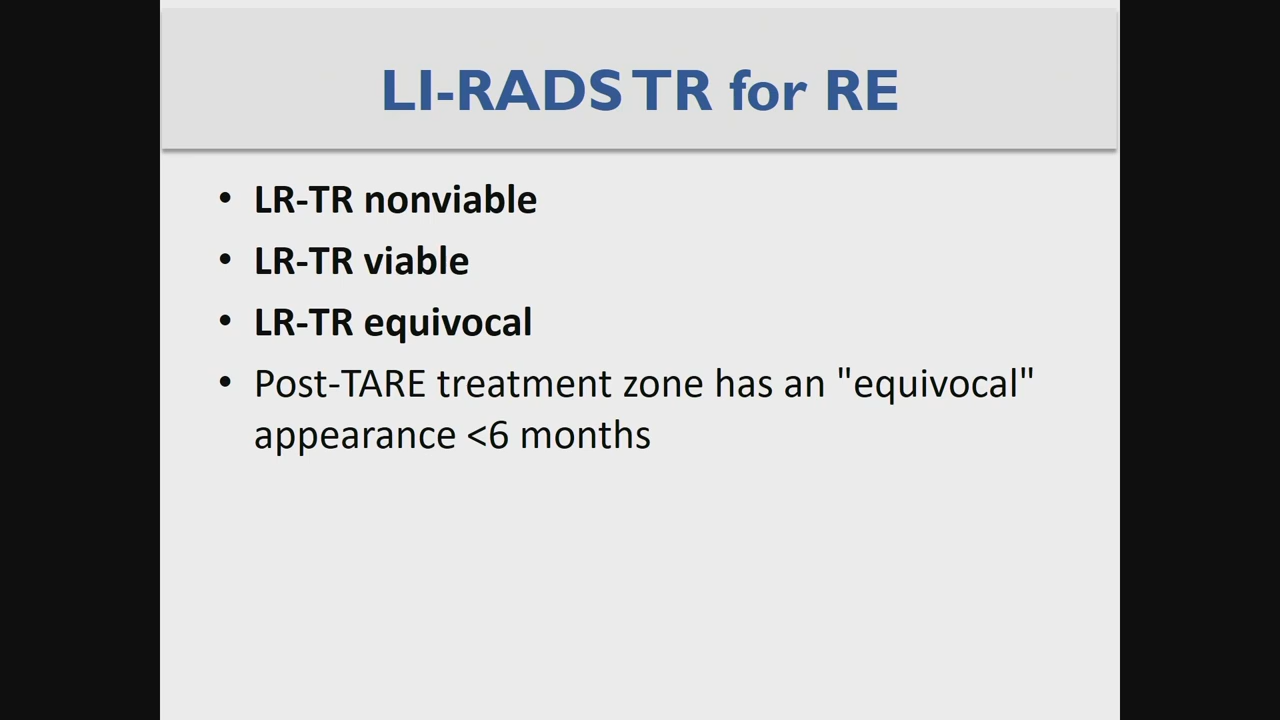 LI-RADS TR for RE
• LR-TR nonviable
• LR-TR viable
• LR-TR equivocal
• Post-TARE treatment zone has an "equivocal"
appearance <6 months